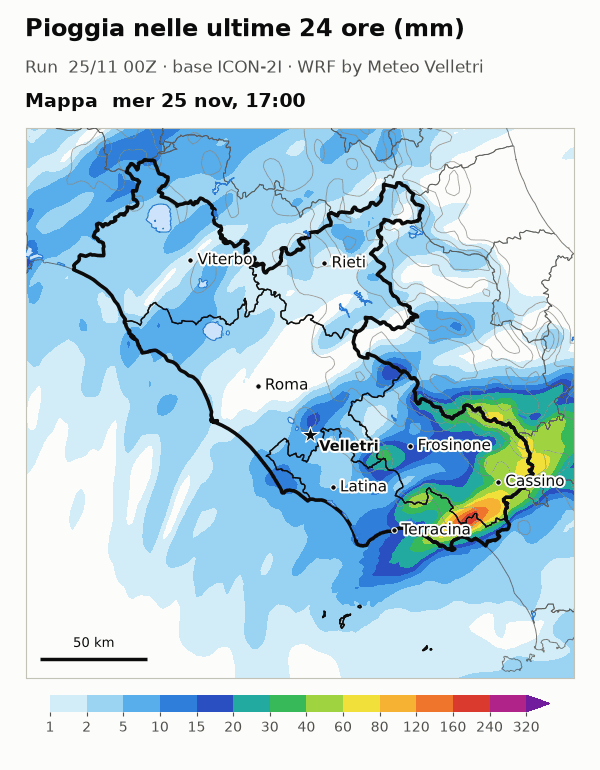 Pioggia nelle ultime 24 ore (mm)
Run 25/11 00Z · base ICON-2I · WRF by Meteo Velletri
Mappa mer 25 nov, 17:00
Viterbo
Rieti
Roma
Velletri
Frosinone
Latina
Cassino
Terracina
50 km
1 2 5 10 15 20 30 40 60 80 120 160 240 320